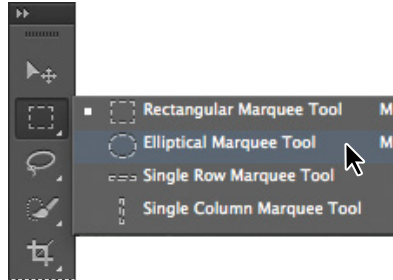 Rectangular Marquee Tool M
Elliptical Marquee Tool M
Single Row Marquee Tool
Single Column Marquee Tool